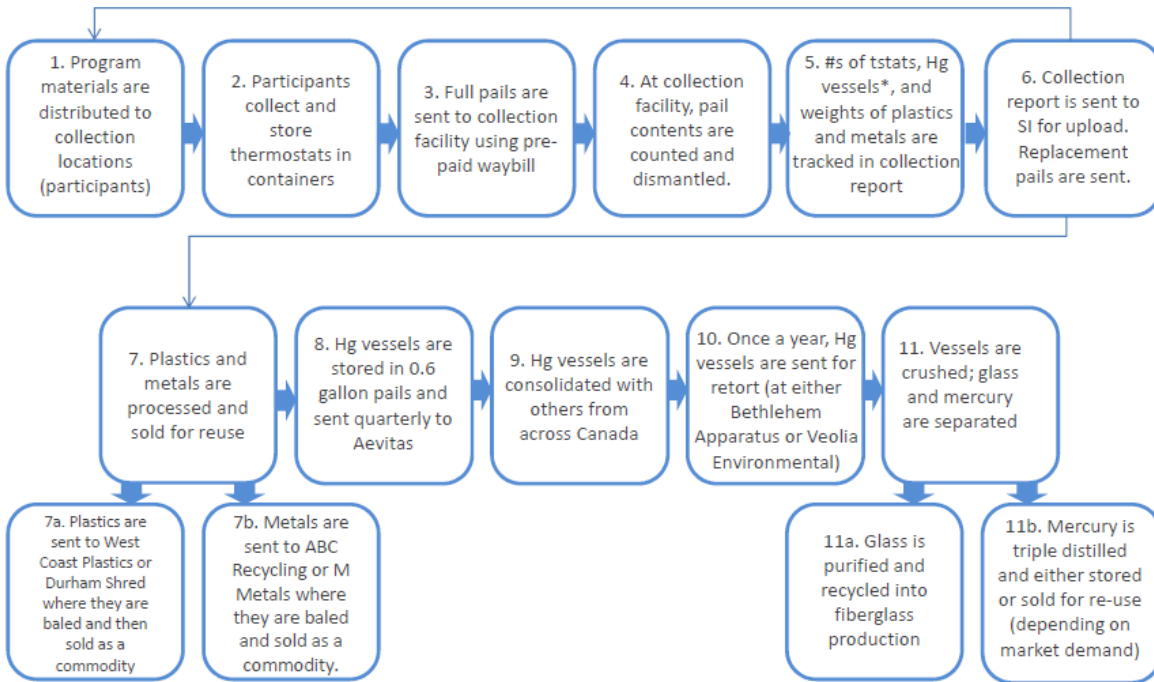 1. Program
materials are
distributed to
collection
locations
(participants)
2. Participants
collect and
store
thermostats in
containers
3. Full pails are
sent to collection
facility using pre-
paid waybill
4. At collection
facility, pail
contents are
counted and
dismantled.
5. #s of tstats, Hg
vessels*, and
weights of plastics
and metals are
tracked in collection
report
6. Collection
report is sent to
SI for upload.
Replacement
pails are sent.
7. Plastics and
metals are
processed and
sold for reuse
8. Hg vessels are
stored in 0.6
gallon pails and
sent quarterly to
Aevitas
9. Hg vessels are
consolidated with
others from
across Canada
10. Once a year, Hg
vessels are sent for
retort (at either
Bethlehem
Apparatus or Veolia
Environmental)
11. Vessels are
crushed; glass
and mercury
are separated
7a. Plastics are
sent to West
Coast Plastics or
Durham Shred
where they are
baled and then
sold as a
commodity
7b. Metals are
sent to ABC
Recycling or M
Metals where
they are baled
and sold as a
commodity.
11a. Glass is
purified and
recycled into
fiberglass
production
11b. Mercury is
triple distilled
and either stored
or sold for re-use
(depending on
market demand)